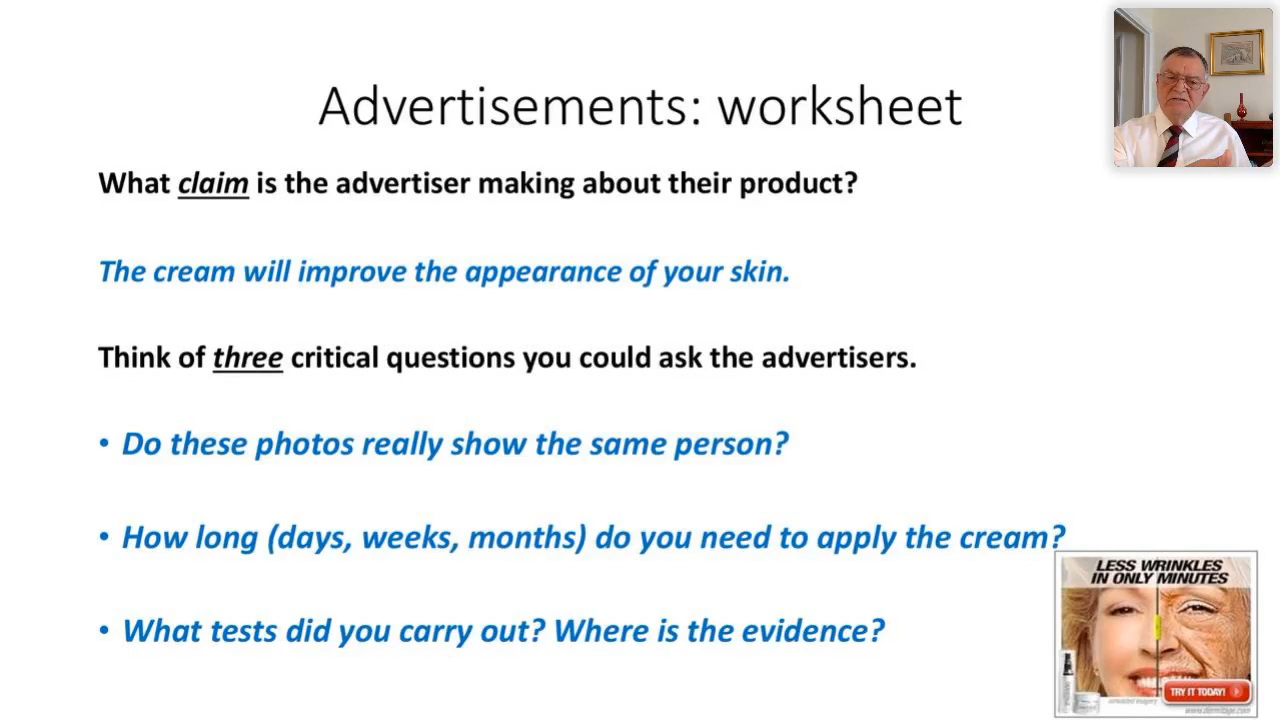 Advertisements: worksheet
What claim is the advertiser making about their product?
The cream will improve the appearance of your skin.
Think of three critical questions you could ask the advertisers.
• Do these photos really show the same person?
• How long (days, weeks, months) do you need to apply the cream?
• What tests did you carry out? Where is the evidence?
LESS WRINKLES
IN ONLY MINUTES
TRY IT TODAY!